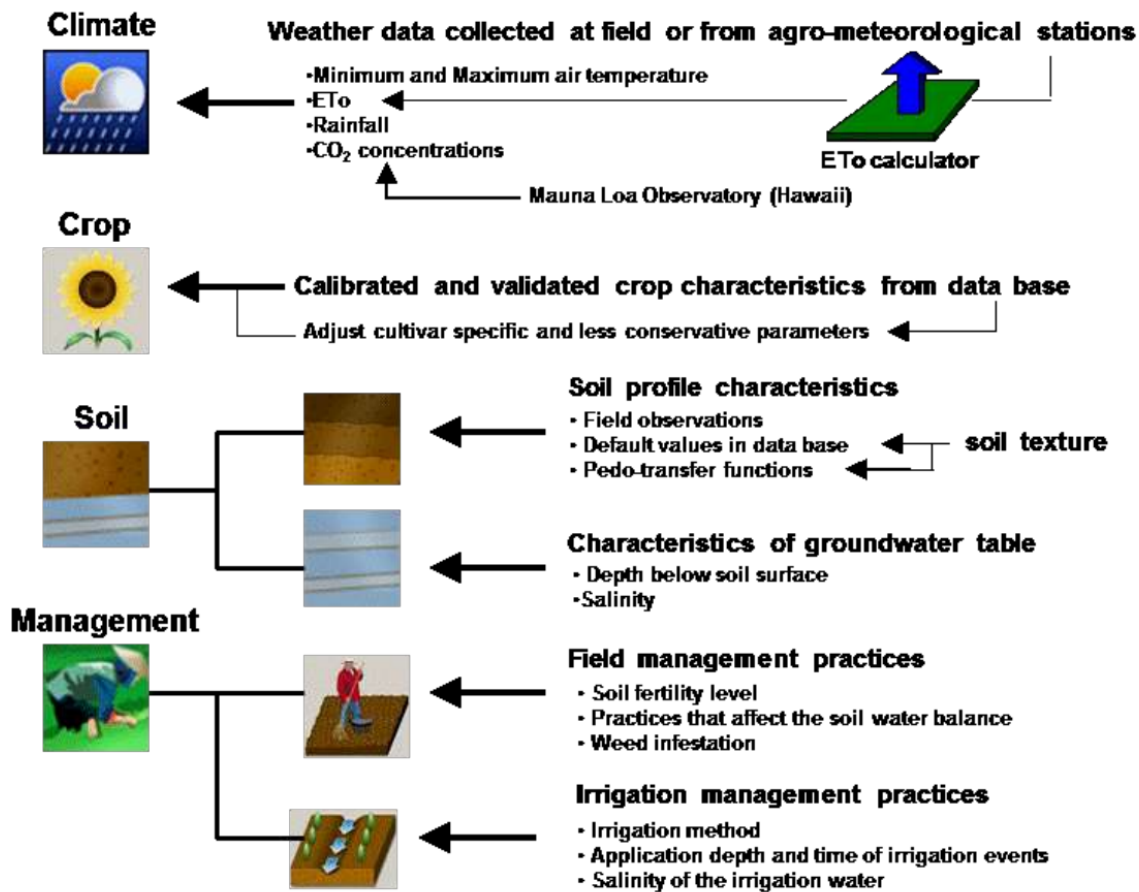 Climate
Weather data collected at field or from agro-meteorological stations
•Minimum and Maximum air temperature
•ETo
•Rainfall
•CO₂ concentrations
ETo calculator
Mauna Loa Observatory (Hawaii)
Crop
Calibrated and validated crop characteristics from data base
Adjust cultivar specific and less conservative parameters
Soil
Soil profile characteristics
• Field observations
• Default values in data base
• Pedo-transfer functions
soil texture
Characteristics of groundwater table
• Depth below soil surface
•Salinity
Management
Field management practices
• Soil fertility level
• Practices that affect the soil water balance
• Weed infestation
Irrigation management practices
• Irrigation method
• Application depth and time of irrigation events
• Salinity of the irrigation water